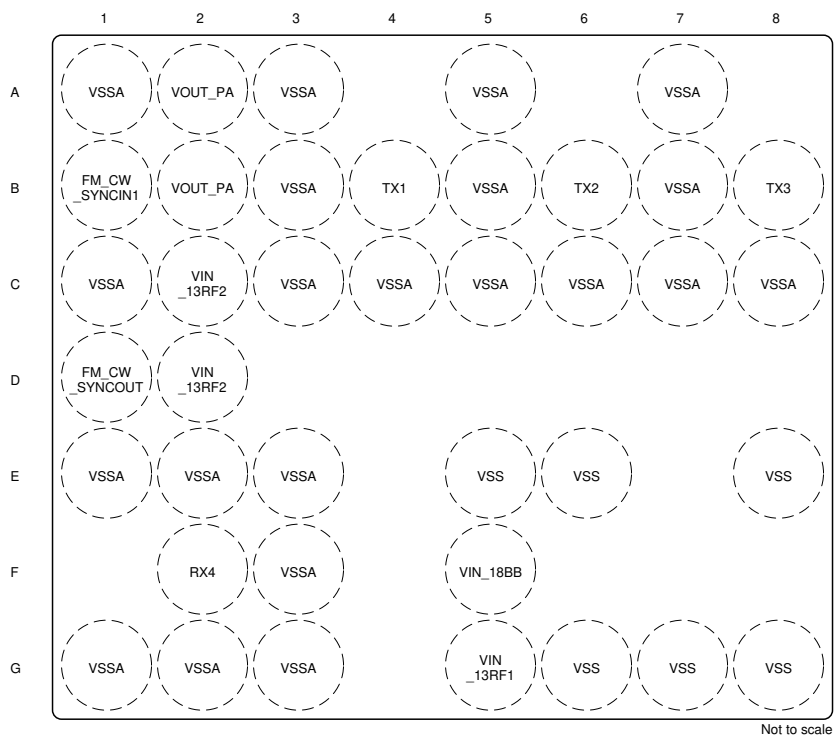 1 2 3 4 5 6 7 8
A VSSA VOUT_PA VSSA VSSA VSSA
B FM_CW
_SYNCIN1 VOUT_PA VSSA TX1 VSSA TX2 VSSA TX3
C VSSA VIN
_13RF2 VSSA VSSA VSSA VSSA VSSA VSSA
D FM_CW
_SYNCOUT VIN
_13RF2
E VSSA VSSA VSSA VSS VSS VSS
F RX4 VSSA VIN_18BB
G VSSA VSSA VSSA VIN
_13RF1 VSS VSS VSS
Not to scale